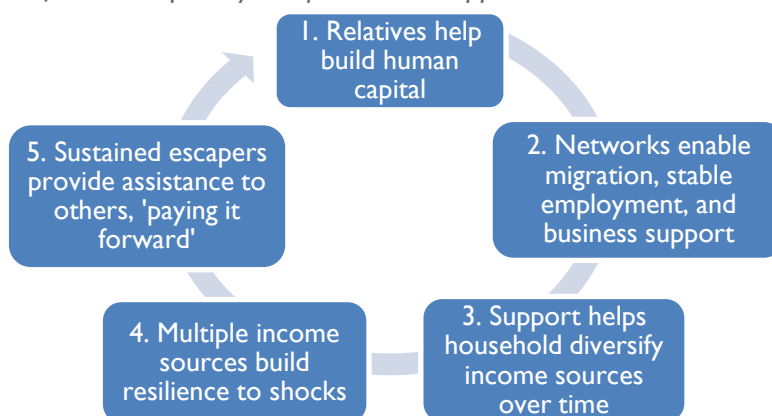 1. Relatives help
build human
capital
2. Networks enable
migration, stable
employment, and
business support
3. Support helps
household diversify
income sources
over time
4. Multiple income
sources build
resilience to shocks
5. Sustained escapers
provide assistance to
others, 'paying it
forward'